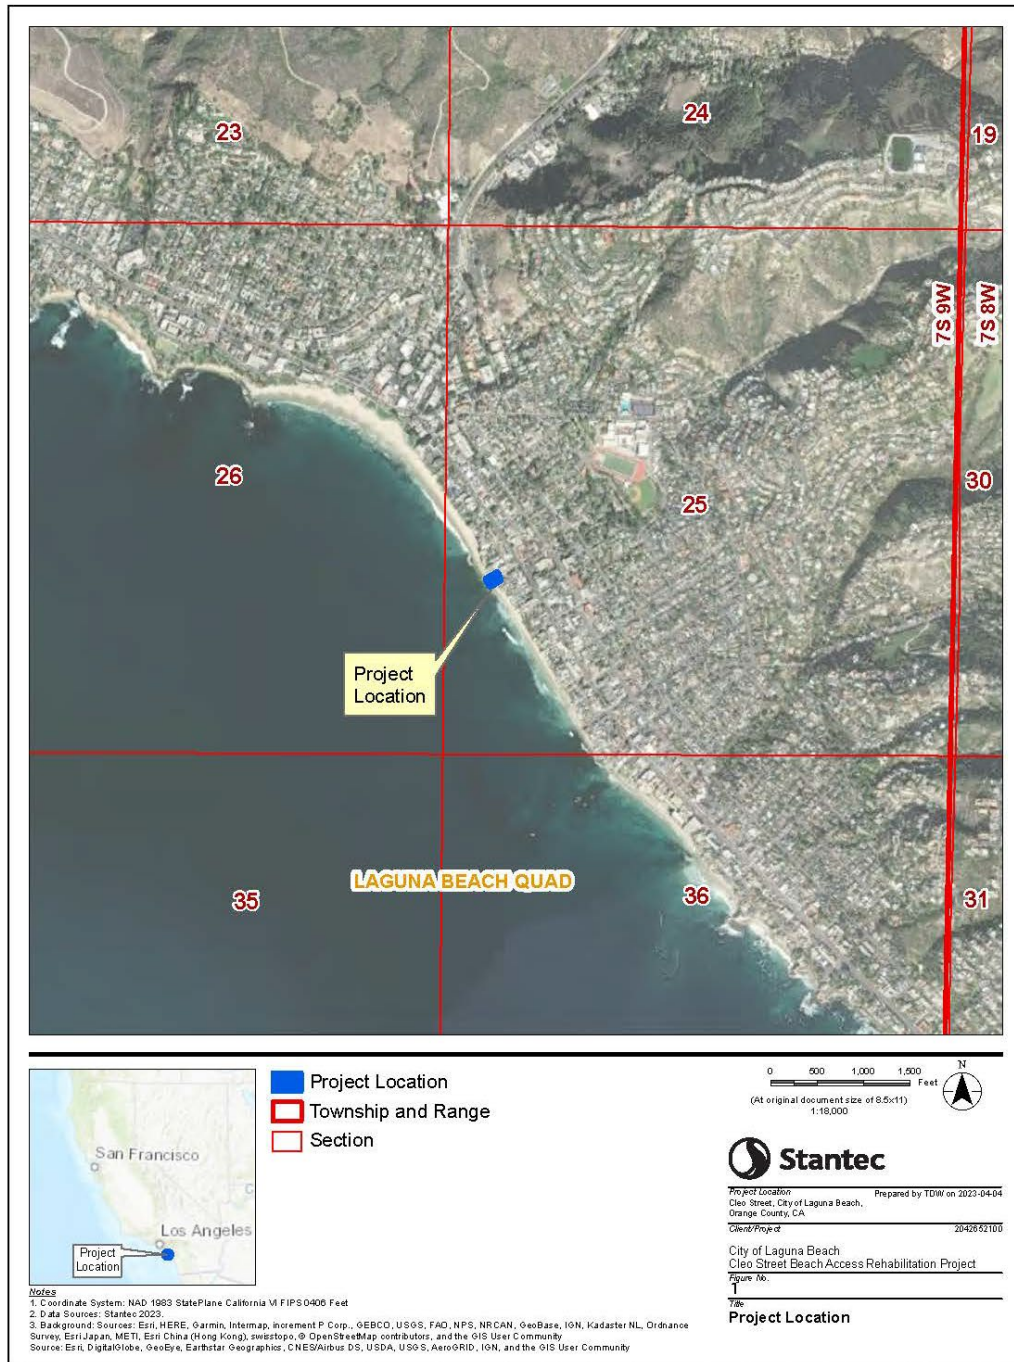 24
23
19
7S 9W
7S 8W
26
30
25
Project
Location
LAGUNA BEACH QUAD
35
36
31
San Francisco
Los Angeles
Project
Location
Project Location
Township and Range
Section
0 500 1,000 1,500
Feet
N
(At original document size of 8.5x11)
1:18,000
Stantec
Project Location
Prepared by TDW on 2023-04-04
Cleo Street, City of Laguna Beach,
Orange County, CA
Client/Project
2042652100
City of Laguna Beach
Cleo Street Beach Access Rehabilitation Project
Figure No.
1
Title
Project Location
Notes
1. Coordinate System: NAD 1983 StatePlane California VI FIPS 0406 Feet
2. Data Sources: Stantec 2023.
3. Background: Sources: Esri, HERE, Garmin, Intermap, increment P Corp., GEBCO, USGS, FAO, NPS, NRCAN, GeoBase, IGN, Kadaster NL, Ordnance
Survey, Esri Japan, METI, Esri China (Hong Kong), swisstopo, © OpenStreetMap contributors, and the GIS User Community
Source: Esri, DigitalGlobe, GeoEye, Earthstar Geographics, CNES/Airbus DS, USDA, USGS, AeroGRID, IGN, and the GIS User Community